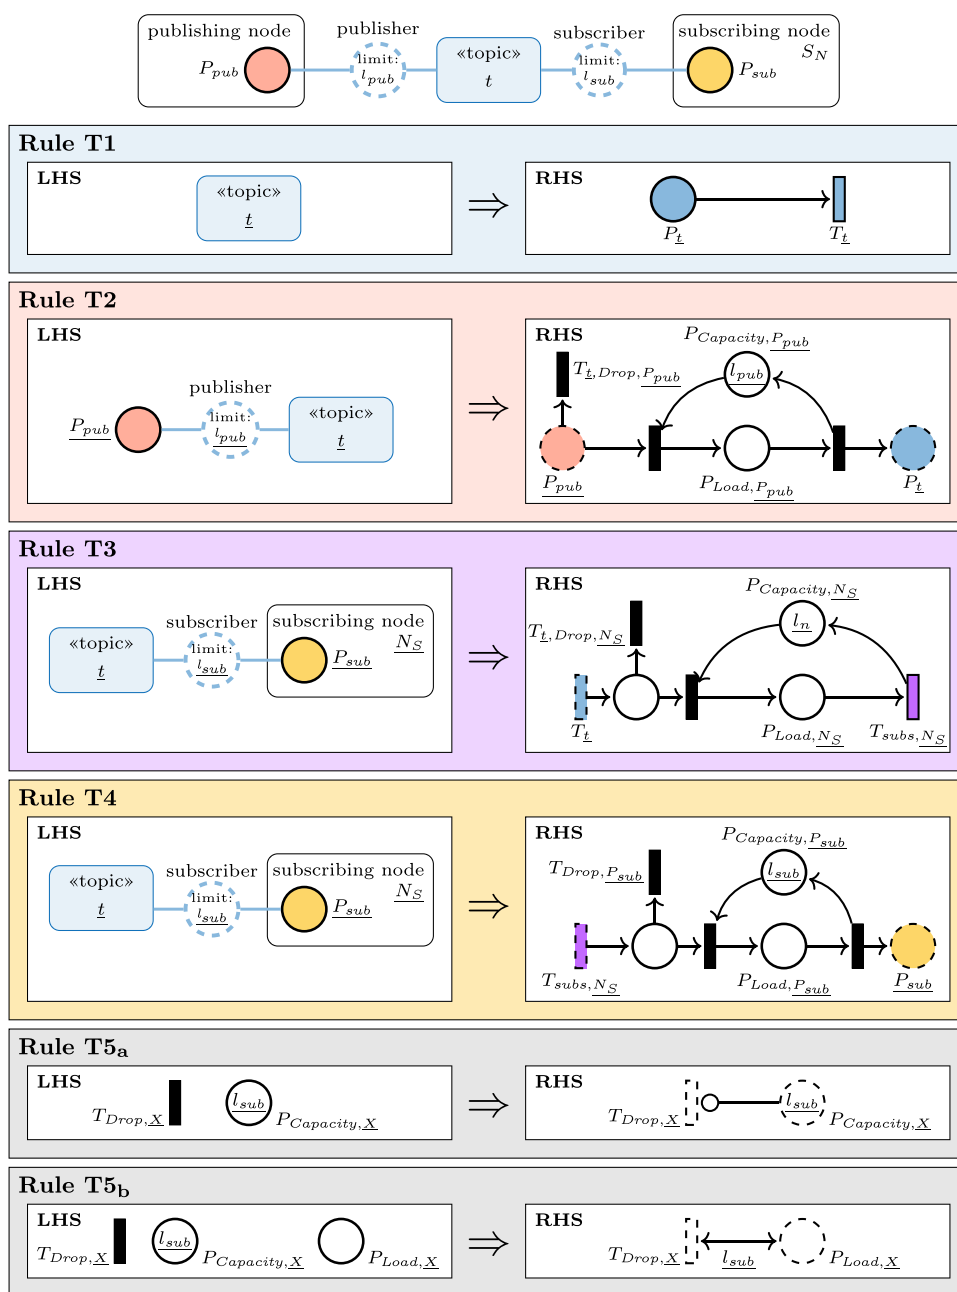 publishing node
publisher
subscriber
subscribing node
P_pub
limit:
l_pub
«topic»
t
limit:
l_sub
P_sub
S_N
Rule T1
LHS
«topic»
t
⇒
RHS
P_t
T_t
Rule T2
LHS
publisher
P_pub
limit:
l_pub
«topic»
t
⇒
RHS
P_Capacity,P_pub
T_t,Drop,P_pub
l_pub
P_pub
P_Load,P_pub
P_t
Rule T3
LHS
«topic»
t
subscriber
limit:
l_sub
subscribing node
N_S
P_sub
⇒
RHS
P_Capacity,N_S
T_t,Drop,N_S
l_n
T_t
P_Load,N_S
T_subs,N_S
Rule T4
LHS
«topic»
t
subscriber
limit:
l_sub
subscribing node
N_S
P_sub
⇒
RHS
P_Capacity,P_sub
T_Drop,P_sub
l_sub
T_subs,N_S
P_Load,P_sub
P_sub
Rule T5a
LHS
T_Drop,X
l_sub
P_Capacity,X
⇒
RHS
T_Drop,X
l_sub
P_Capacity,X
Rule T5b
LHS
T_Drop,X
l_sub
P_Capacity,X
P_Load,X
⇒
RHS
T_Drop,X
l_sub
P_Load,X